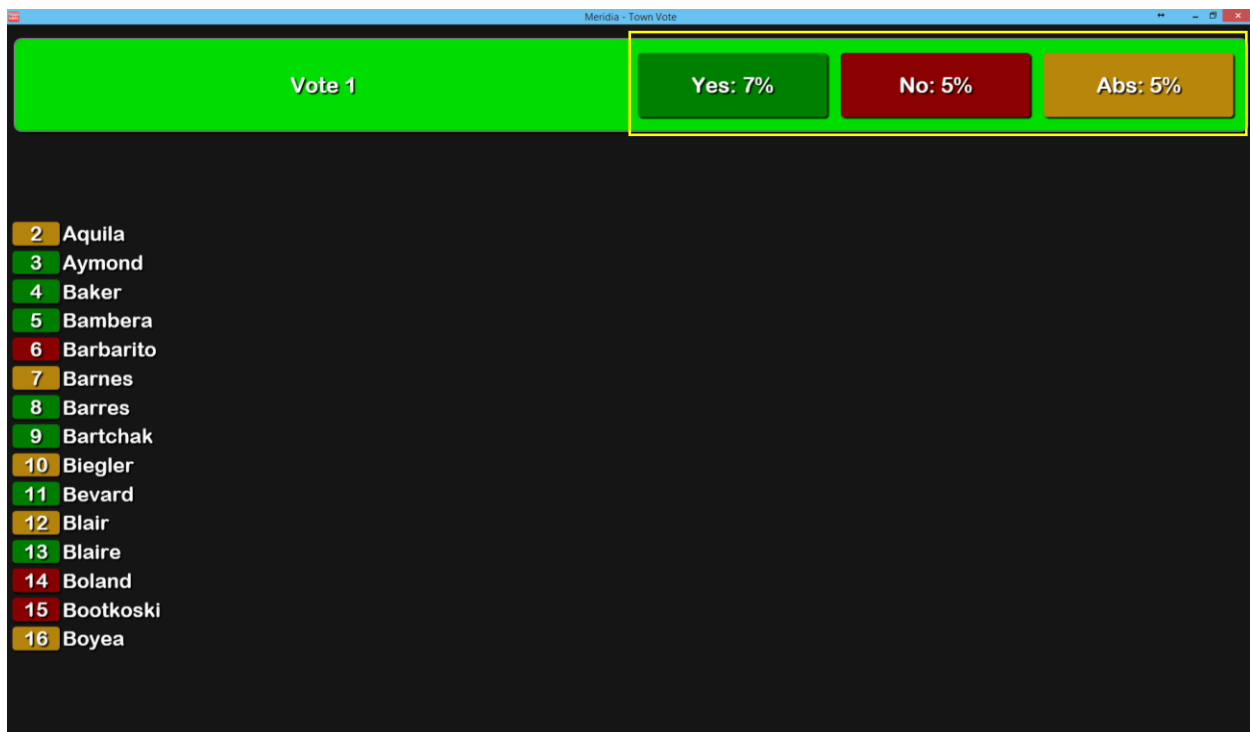 Meridia - Town Vote
Vote 1 Yes: 7% No: 5% Abs: 5%
2 Aquila
3 Aymond
4 Baker
5 Bambera
6 Barbarito
7 Barnes
8 Barres
9 Bartchak
10 Biegler
11 Bevard
12 Blair
13 Blaire
14 Boland
15 Bootkoski
16 Boyea